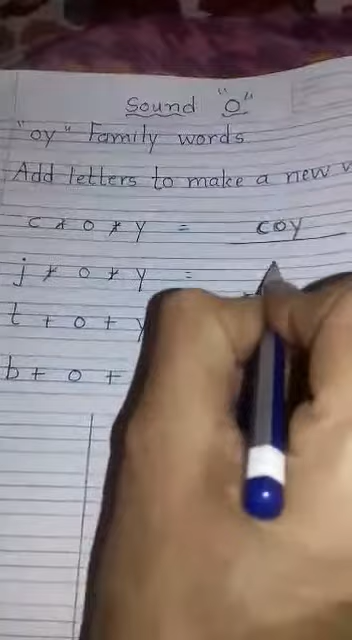 Sound "O"
"oy" Family words
Add letters to make a new
c + o + y = coy
j + o + y =
t + o + y
b + o +